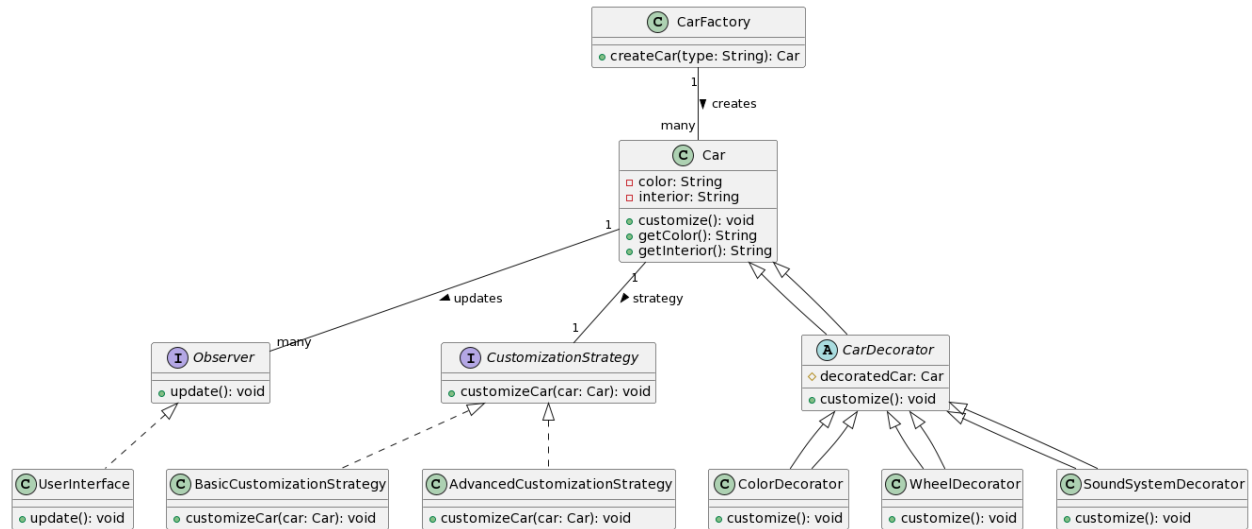 C CarFactory
createCar(type: String): Car
1
creates
many
C Car
color: String
interior: String
customize(): void
getColor(): String
getInterior(): String
1
1
updates
strategy
many
1
I Observer
update(): void
I CustomizationStrategy
customizeCar(car: Car): void
A CarDecorator
decoratedCar: Car
customize(): void
C UserInterface
update(): void
C BasicCustomizationStrategy
customizeCar(car: Car): void
C AdvancedCustomizationStrategy
customizeCar(car: Car): void
C ColorDecorator
customize(): void
C WheelDecorator
customize(): void
C SoundSystemDecorator
customize(): void